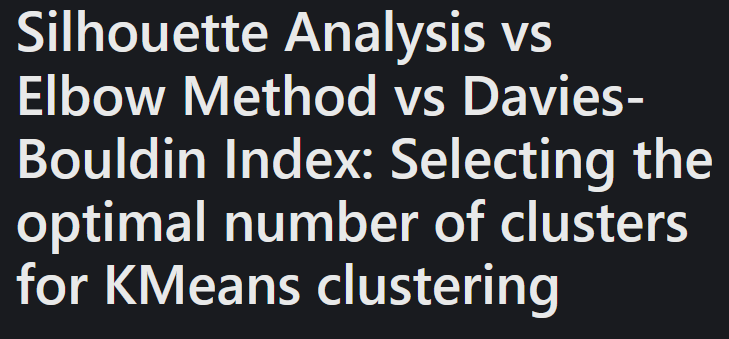 Silhouette Analysis vs
Elbow Method vs Davies-
Bouldin Index: Selecting the
optimal number of clusters
for KMeans clustering